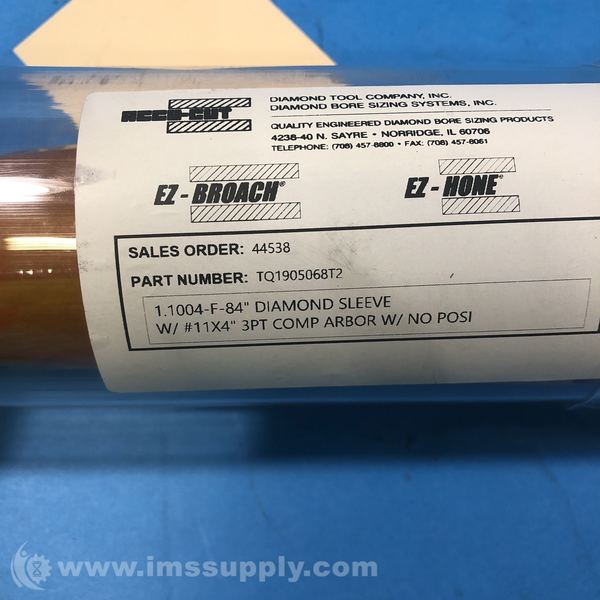 ACCU-CUT
DIAMOND TOOL COMPANY, INC.
DIAMOND BORE SIZING SYSTEMS, INC.
QUALITY ENGINEERED DIAMOND BORE SIZING PRODUCTS
4238-40 N. SAYRE • NORRIDGE, IL 60706
TELEPHONE: (708) 457-8800 • FAX: (708) 457-8061
EZ-BROACH® EZ-HONE®
SALES ORDER: 44538
PART NUMBER: TQ1905068T2
1.1004-F-84" DIAMOND SLEEVE
W/ #11X4" 3PT COMP ARBOR W/ NO POSI
www.imssupply.com